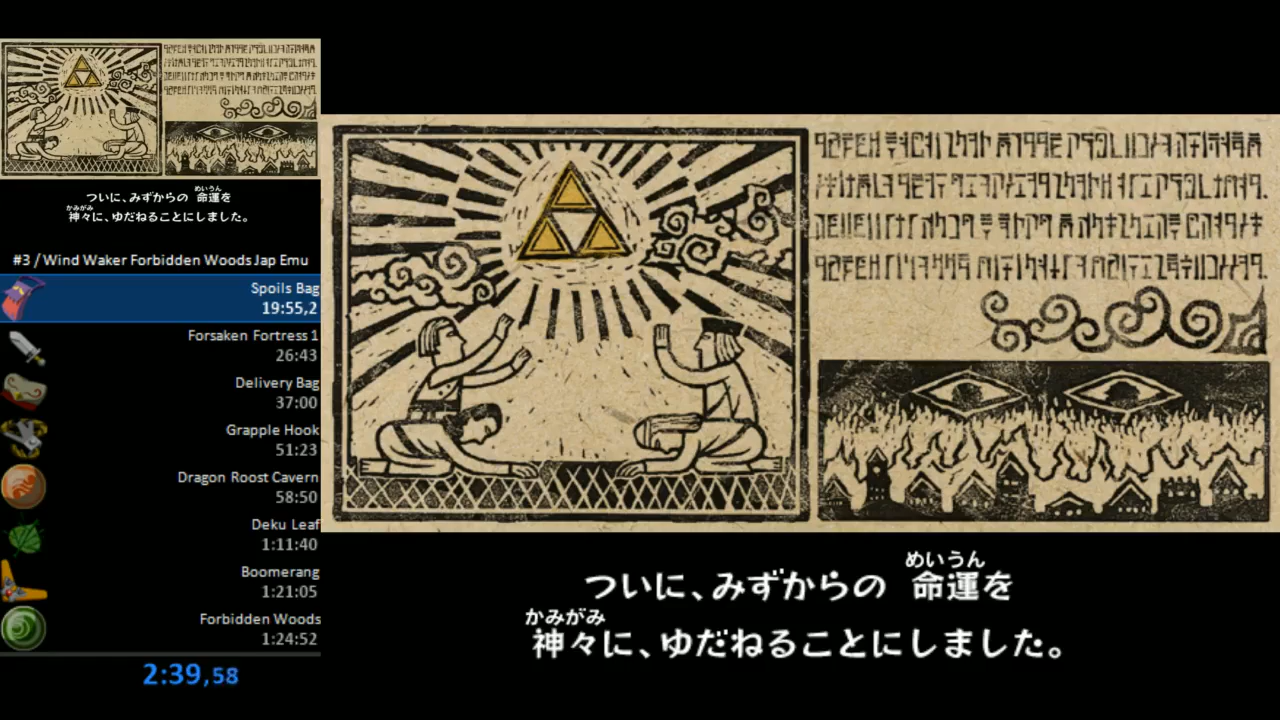 めいうん
ついに、みずからの 命運を
かみがみ
神々に、ゆだねることにしました。
#3 / Wind Waker Forbidden Woods Jap Emu
Spoils Bag
19:55,2
Forsaken Fortress 1
26:43
Delivery Bag
37:00
Grapple Hook
51:23
Dragon Roost Cavern
58:50
Deku Leaf
1:11:40
Boomerang
1:21:05
Forbidden Woods
1:24:52
2:39,58
めいうん
ついに、みずからの 命運を
かみがみ
神々に、ゆだねることにしました。